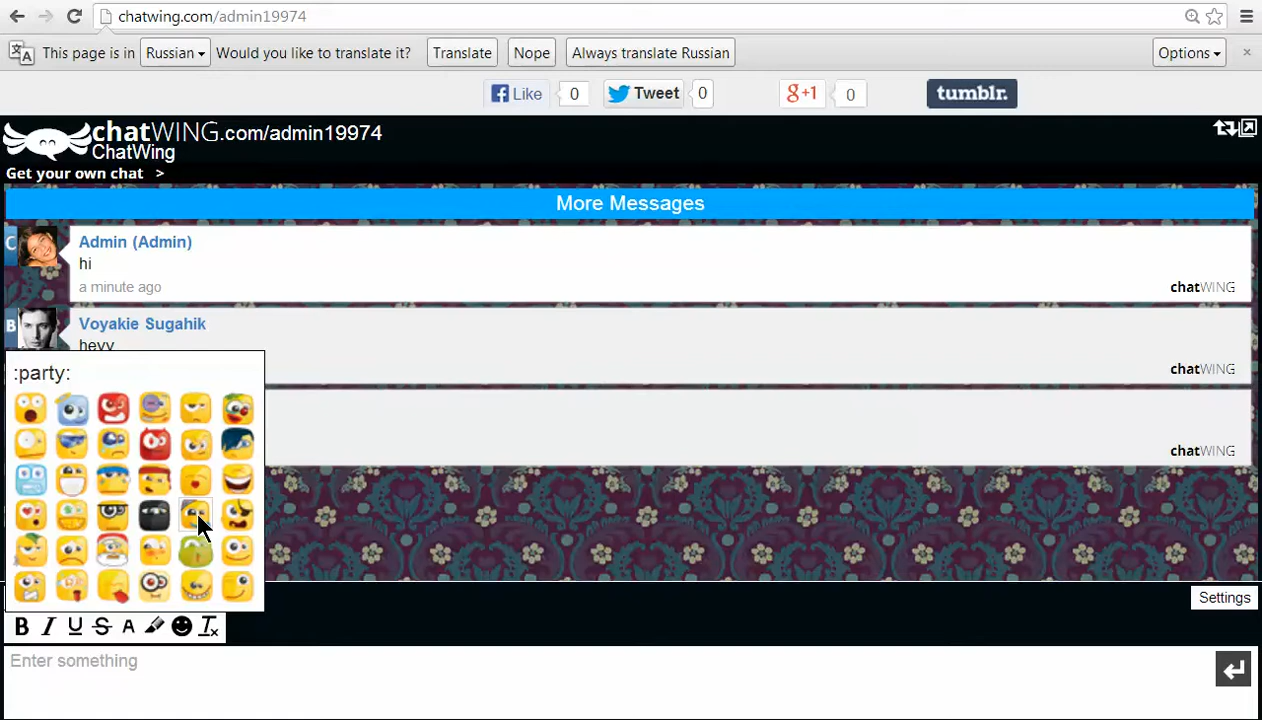 chatwing.com/admin19974
This page is in Russian Would you like to translate it? Translate Nope Always translate Russian Options
Like 0 Tweet 0 g+1 0 tumblr.
chatWING.com/admin19974
ChatWing
Get your own chat >
More Messages
C
Admin (Admin)
hi
a minute ago
chatWING
B
Voyakie Sugahik
heyy
chatWING
:party:
chatWING
Settings
B I U S A Tx
Enter something